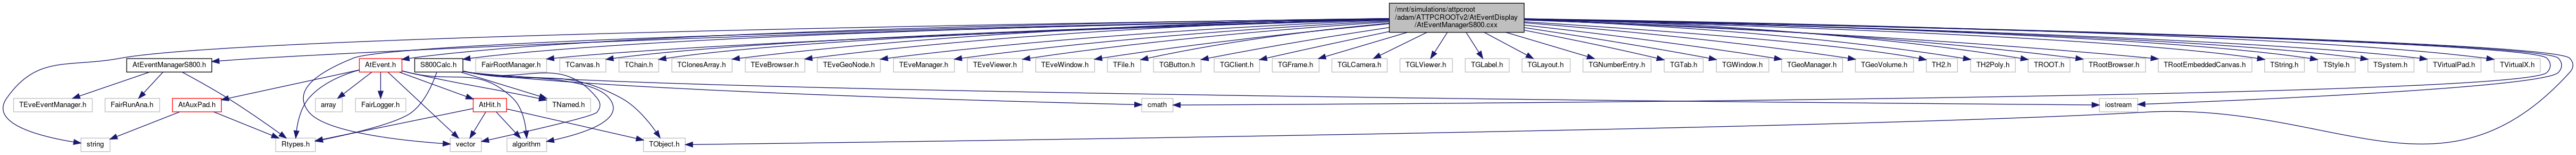 /mnt/simulations/attpcroot
/adam/ATTPCROOTv2/AtEventDisplay
/AtEventManagerS800.cxx
AtEventManagerS800.h
AtEvent.h
S800Calc.h
FairRootManager.h
TCanvas.h
TChain.h
TClonesArray.h
TEveBrowser.h
TEveGeoNode.h
TEveManager.h
TEveViewer.h
TEveWindow.h
TFile.h
TGButton.h
TGClient.h
TGFrame.h
TGLCamera.h
TGLViewer.h
TGLabel.h
TGLayout.h
TGNumberEntry.h
TGTab.h
TGWindow.h
TGeoManager.h
TGeoVolume.h
TH2.h
TH2Poly.h
TROOT.h
TRootBrowser.h
TRootEmbeddedCanvas.h
TString.h
TStyle.h
TSystem.h
TVirtualPad.h
TVirtualX.h
TEveEventManager.h
FairRunAna.h
AtAuxPad.h
array
FairLogger.h
AtHit.h
TNamed.h
cmath
iostream
string
Rtypes.h
vector
algorithm
TObject.h